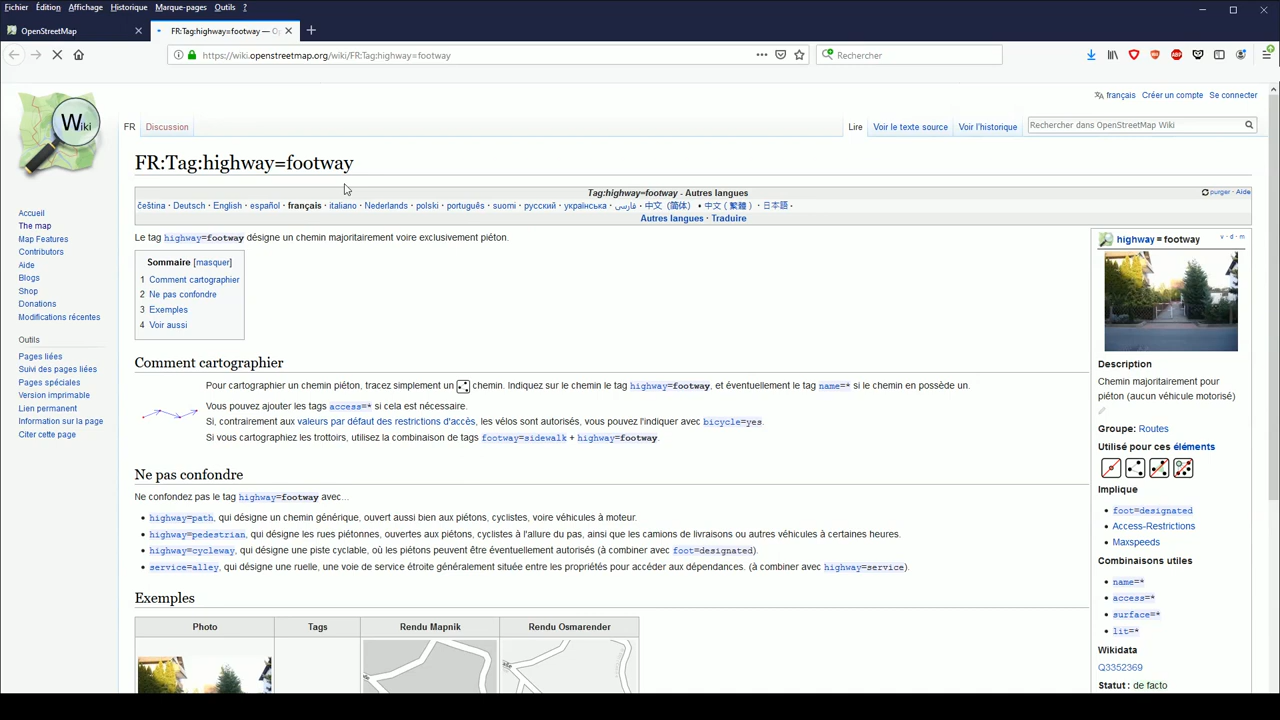 Fichier Édition Affichage Historique Marque-pages Outils ?
OpenStreetMap
FR:Tag:highway=footway — O
https://wiki.openstreetmap.org/wiki/FR:Tag:highway=footway
Rechercher
ABP
français Créer un compte Se connecter
Wiki
FR Discussion
Lire Voir le texte source Voir l'historique
Rechercher dans OpenStreetMap Wiki
FR:Tag:highway=footway
Tag:highway=footway - Autres langues
purger · Aide
čeština · Deutsch · English · español · français · italiano · Nederlands · polski · português · suomi · русский · українська · فارسی · 中文（简体） • 中文（繁體） · 日本語 ·
Autres langues · Traduire
Accueil
The map
Map Features
Contributors
Aide
Blogs
Shop
Donations
Modifications récentes
Outils
Pages liées
Suivi des pages liées
Pages spéciales
Version imprimable
Lien permanent
Information sur la page
Citer cette page
Le tag highway=footway désigne un chemin majoritairement voire exclusivement piéton.
Sommaire [masquer]
1 Comment cartographier
2 Ne pas confondre
3 Exemples
4 Voir aussi
Comment cartographier
Pour cartographier un chemin piéton, tracez simplement un chemin. Indiquez sur le chemin le tag highway=footway, et éventuellement le tag name=* si le chemin en possède un.
Vous pouvez ajouter les tags access=* si cela est nécessaire.
Si, contrairement aux valeurs par défaut des restrictions d'accès, les vélos sont autorisés, vous pouvez l'indiquer avec bicycle=yes.
Si vous cartographiez les trottoirs, utilisez la combinaison de tags footway=sidewalk + highway=footway.
Ne pas confondre
Ne confondez pas le tag highway=footway avec...
• highway=path, qui désigne un chemin générique, ouvert aussi bien aux piétons, cyclistes, voire véhicules à moteur.
• highway=pedestrian, qui désigne les rues piétonnes, ouvertes aux piétons, cyclistes à l'allure du pas, ainsi que les camions de livraisons ou autres véhicules à certaines heures.
• highway=cycleway, qui désigne une piste cyclable, où les piétons peuvent être éventuellement autorisés (à combiner avec foot=designated).
• service=alley, qui désigne une ruelle, une voie de service étroite généralement située entre les propriétés pour accéder aux dépendances. (à combiner avec highway=service).
Exemples
Photo Tags Rendu Mapnik Rendu Osmarender
highway = footway
v · d · m
Description
Chemin majoritairement pour
piéton (aucun véhicule motorisé)
Groupe: Routes
Utilisé pour ces éléments
Implique
• foot=designated
• Access-Restrictions
• Maxspeeds
Combinaisons utiles
• name=*
• access=*
• surface=*
• lit=*
Wikidata
Q3352369
Statut : de facto